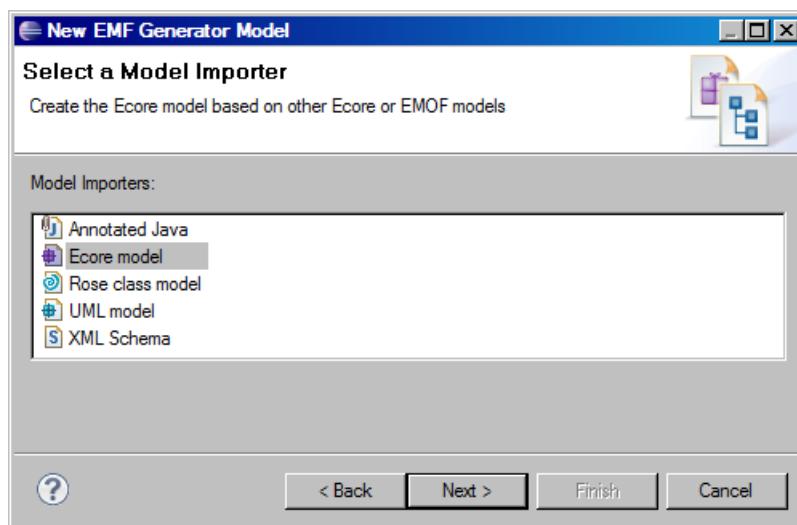 New EMF Generator Model
Select a Model Importer
Create the Ecore model based on other Ecore or EMOF models
Model Importers:
Annotated Java
Ecore model
Rose class model
UML model
S XML Schema
? < Back Next > Finish Cancel